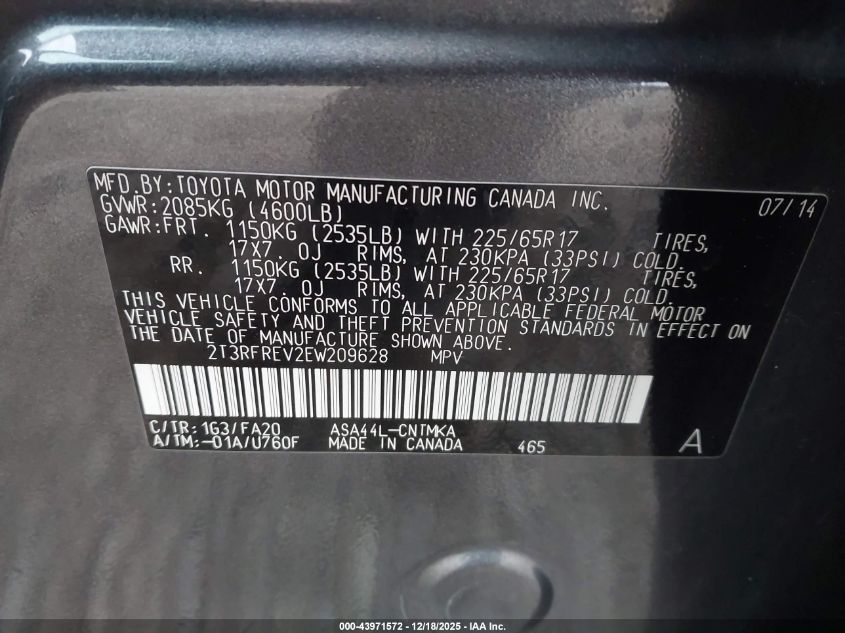 MFD.BY:TOYOTA MOTOR MANUFACTURING CANADA INC. 07/14
GVWR:2085KG (4600LB)
GAWR:FRT. 1150KG (2535LB) WITH 225/65R17 TIRES,
17X7.0J RIMS, AT 230KPA (33PSI) COLD.
RR. 1150KG (2535LB) WITH 225/65R17 TIRES,
17X7.0J RIMS, AT 230KPA (33PSI) COLD.
THIS VEHICLE CONFORMS TO ALL APPLICABLE FEDERAL MOTOR
VEHICLE SAFETY AND THEFT PREVENTION STANDARDS IN EFFECT ON
THE DATE OF MANUFACTURE SHOWN ABOVE.
2T3RFREV2EW209628 MPV
C/TR:1G3/FA20 ASA44L-CNTMKA
A/TM:-01A/U760F MADE IN CANADA 465 A
000-43971572 — 12/18/2025 — IAA Inc.